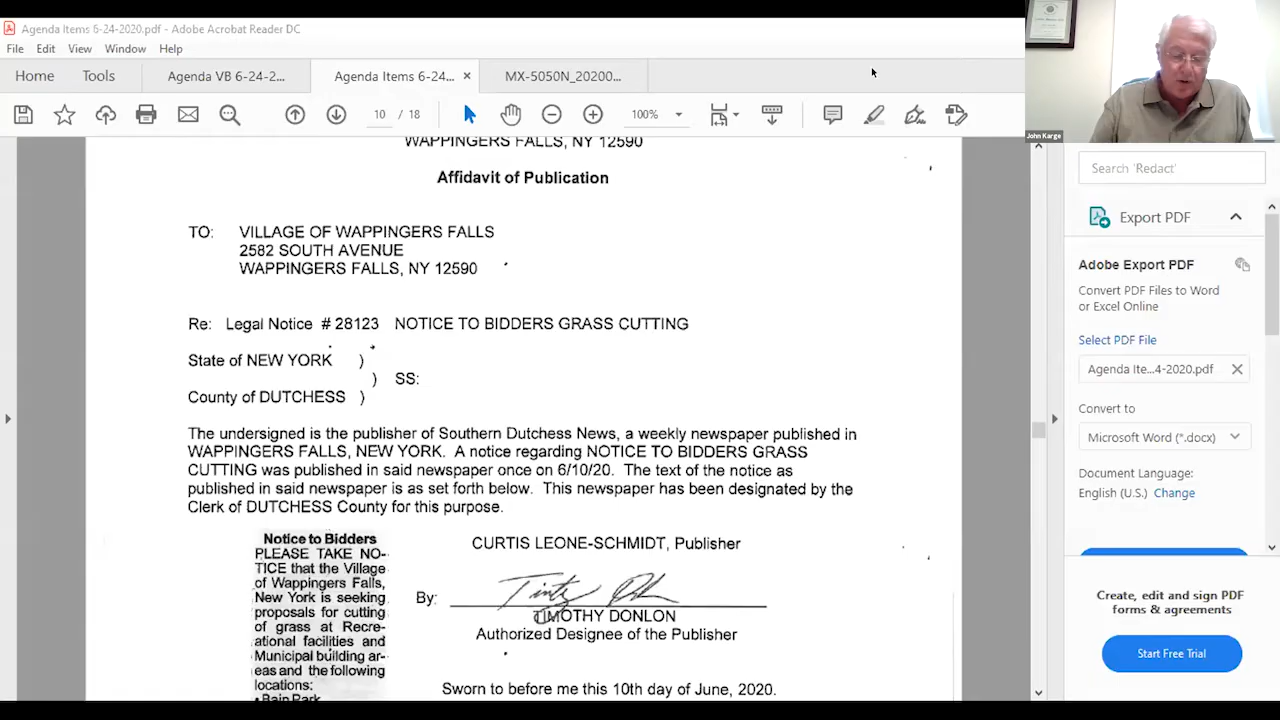 Agenda Items 6-24-2020.pdf - Adobe Acrobat Reader DC
File Edit View Window Help
Home Tools Agenda VB 6-24-2... Agenda Items 6-24... × MX-5050N_20200...
10 / 18 100%
John Karge
WAPPINGERS FALLS, NY 12590
Affidavit of Publication
TO: VILLAGE OF WAPPINGERS FALLS
2582 SOUTH AVENUE
WAPPINGERS FALLS, NY 12590
Re: Legal Notice # 28123 NOTICE TO BIDDERS GRASS CUTTING
State of NEW YORK )
) SS:
County of DUTCHESS )
The undersigned is the publisher of Southern Dutchess News, a weekly newspaper published in
WAPPINGERS FALLS, NEW YORK. A notice regarding NOTICE TO BIDDERS GRASS
CUTTING was published in said newspaper once on 6/10/20. The text of the notice as
published in said newspaper is as set forth below. This newspaper has been designated by the
Clerk of DUTCHESS County for this purpose.
Notice to Bidders
PLEASE TAKE NO-
TICE that the Village
of Wappingers Falls,
New York is seeking
proposals for cutting
of grass at Recre-
ational facilities and
Municipal building ar-
eas and the following
locations:
• Bain Park
CURTIS LEONE-SCHMIDT, Publisher
By:
TIMOTHY DONLON
Authorized Designee of the Publisher
Sworn to before me this 10th day of June, 2020.
Search 'Redact'
Export PDF
Adobe Export PDF
Convert PDF Files to Word
or Excel Online
Select PDF File
Agenda Ite...4-2020.pdf
Convert to
Microsoft Word (*.docx)
Document Language:
English (U.S.) Change
Create, edit and sign PDF
forms & agreements
Start Free Trial